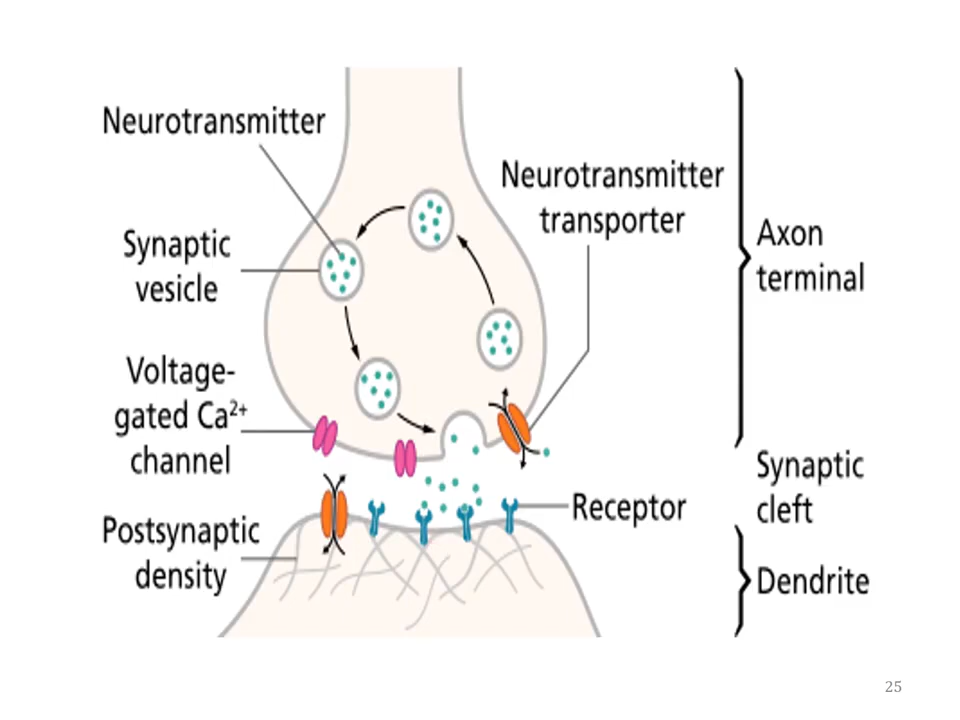 Neurotransmitter
Neurotransmitter
transporter
Synaptic
vesicle
Axon
terminal
Voltage-
gated Ca²⁺
channel
Synaptic
cleft
Receptor
Postsynaptic
density
Dendrite
25